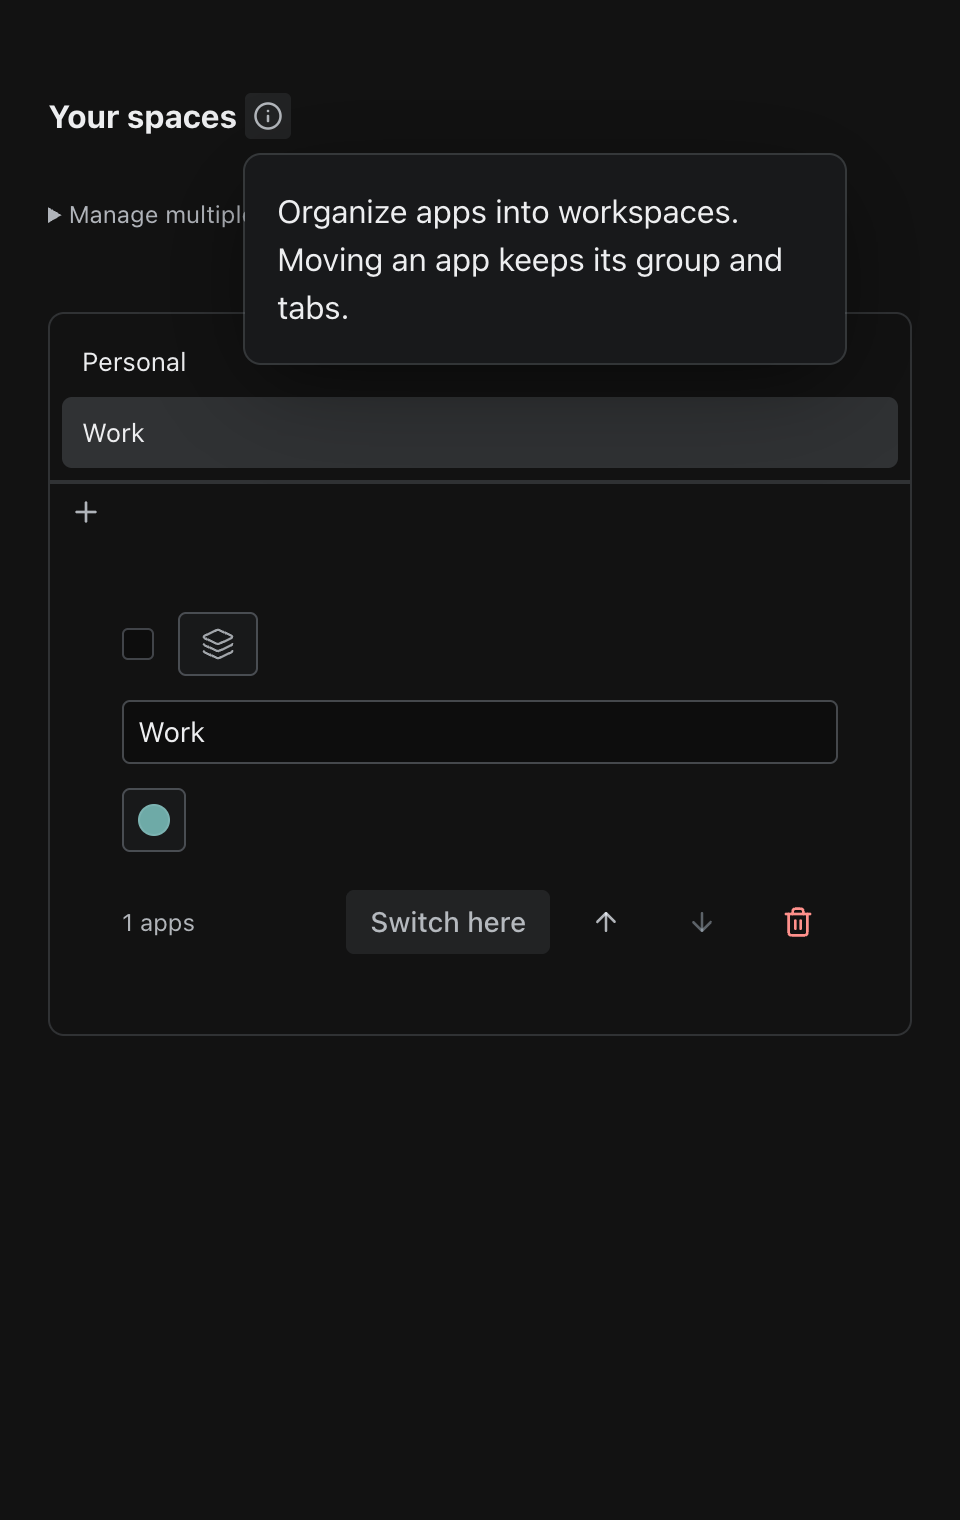 Your spaces
Manage multiple
Organize apps into workspaces.
Moving an app keeps its group and
tabs.
Personal
Work
Work
1 apps
Switch here